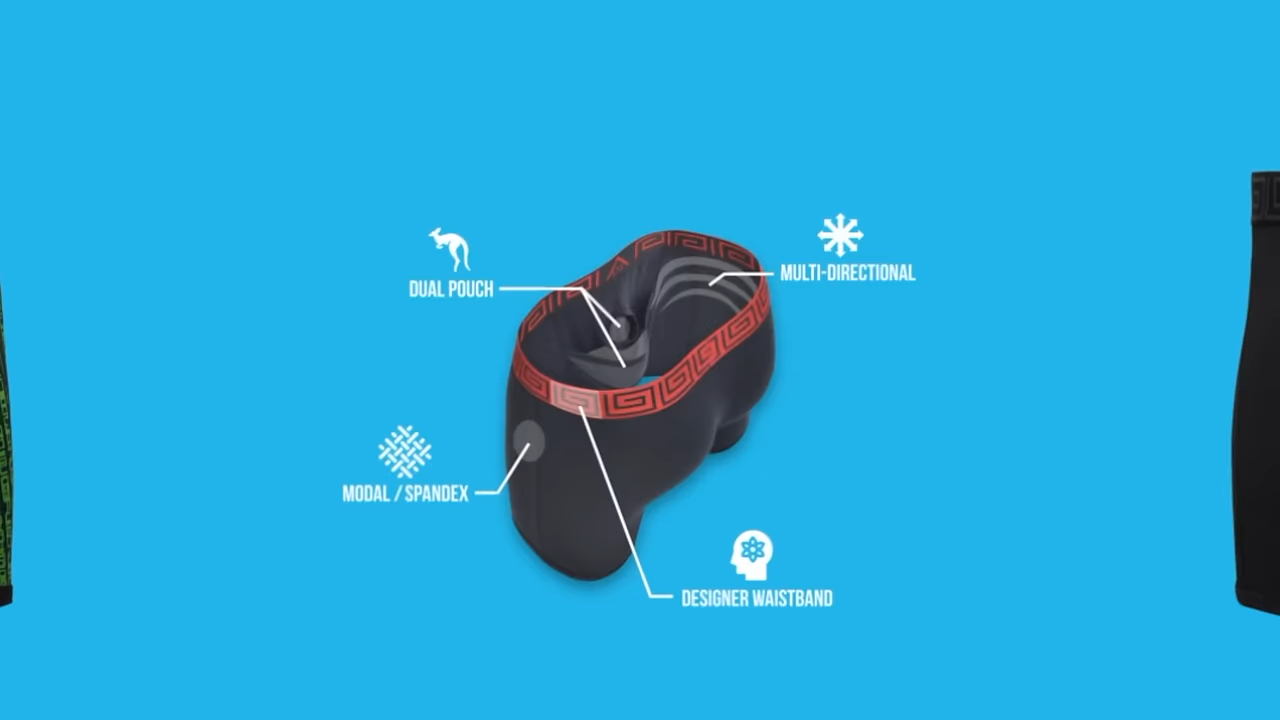 DUAL POUCH
MULTI-DIRECTIONAL
MODAL / SPANDEX
DESIGNER WAISTBAND